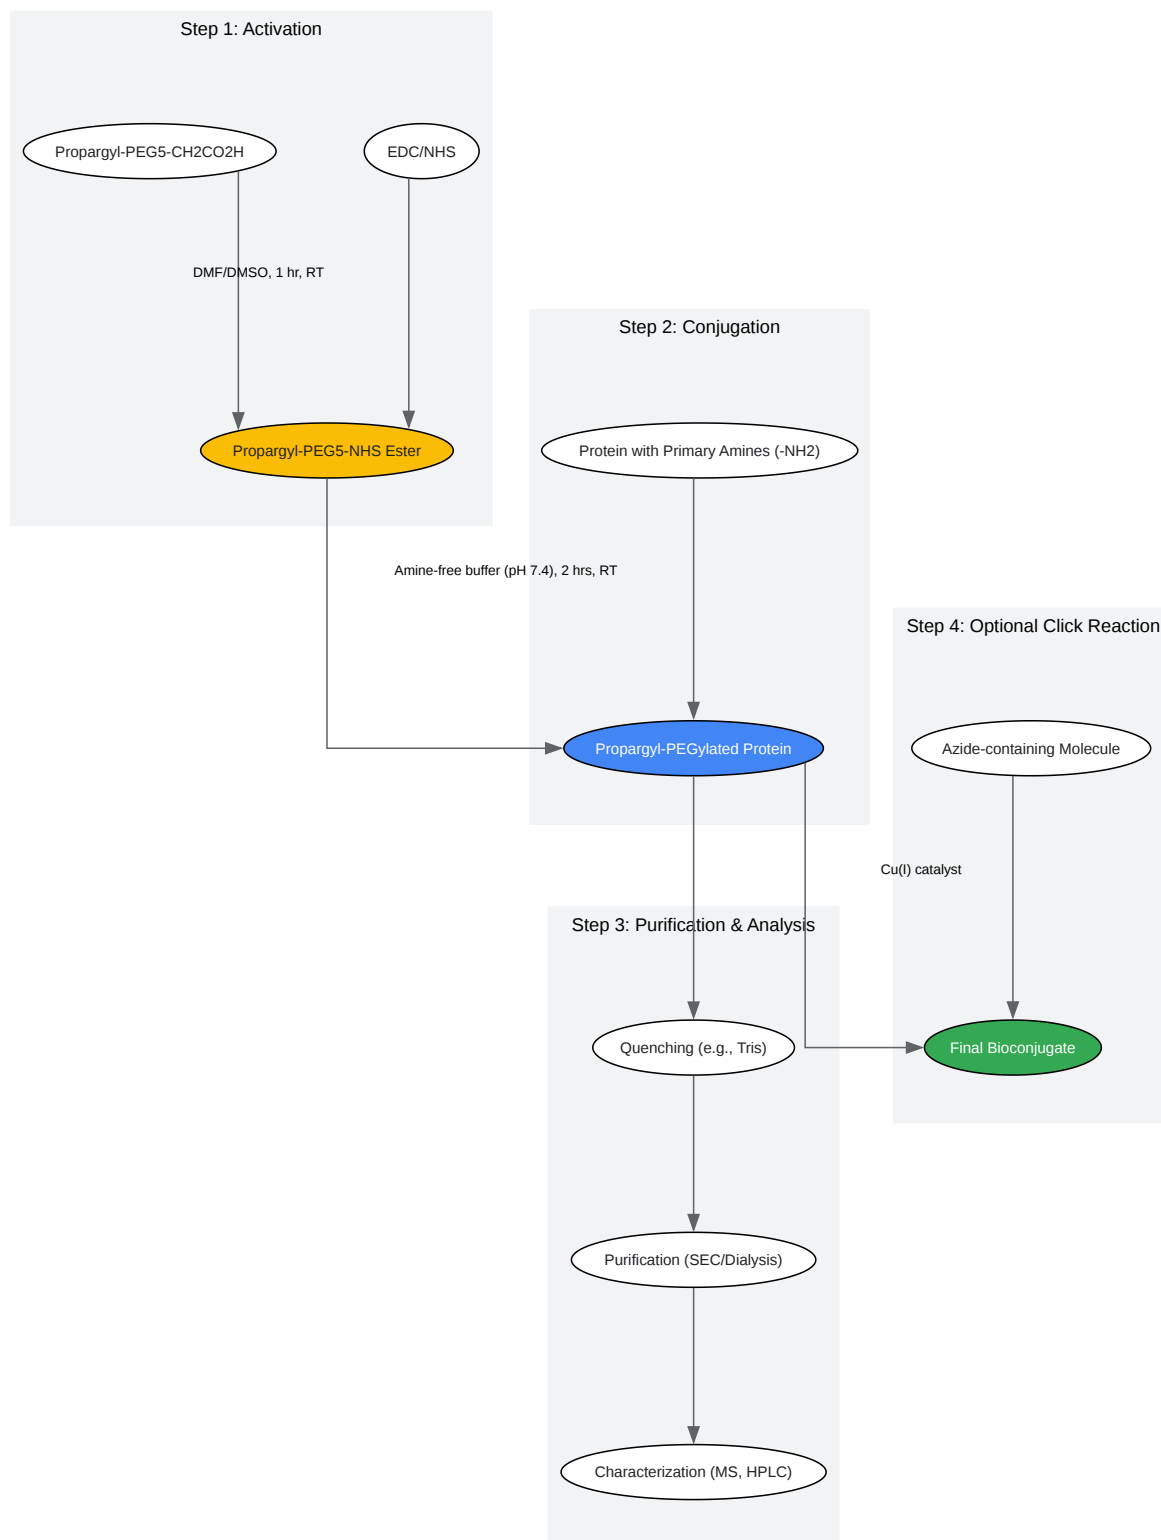 Step 1: Activation
Propargyl-PEG5-CH2CO2H
EDC/NHS
DMF/DMSO, 1 hr, RT
Propargyl-PEG5-NHS Ester
Step 2: Conjugation
Protein with Primary Amines (-NH2)
Amine-free buffer (pH 7.4), 2 hrs, RT
Propargyl-PEGylated Protein
Step 4: Optional Click Reaction
Azide-containing Molecule
Cu(I) catalyst
Final Bioconjugate
Step 3: Purification & Analysis
Quenching (e.g., Tris)
Purification (SEC/Dialysis)
Characterization (MS, HPLC)